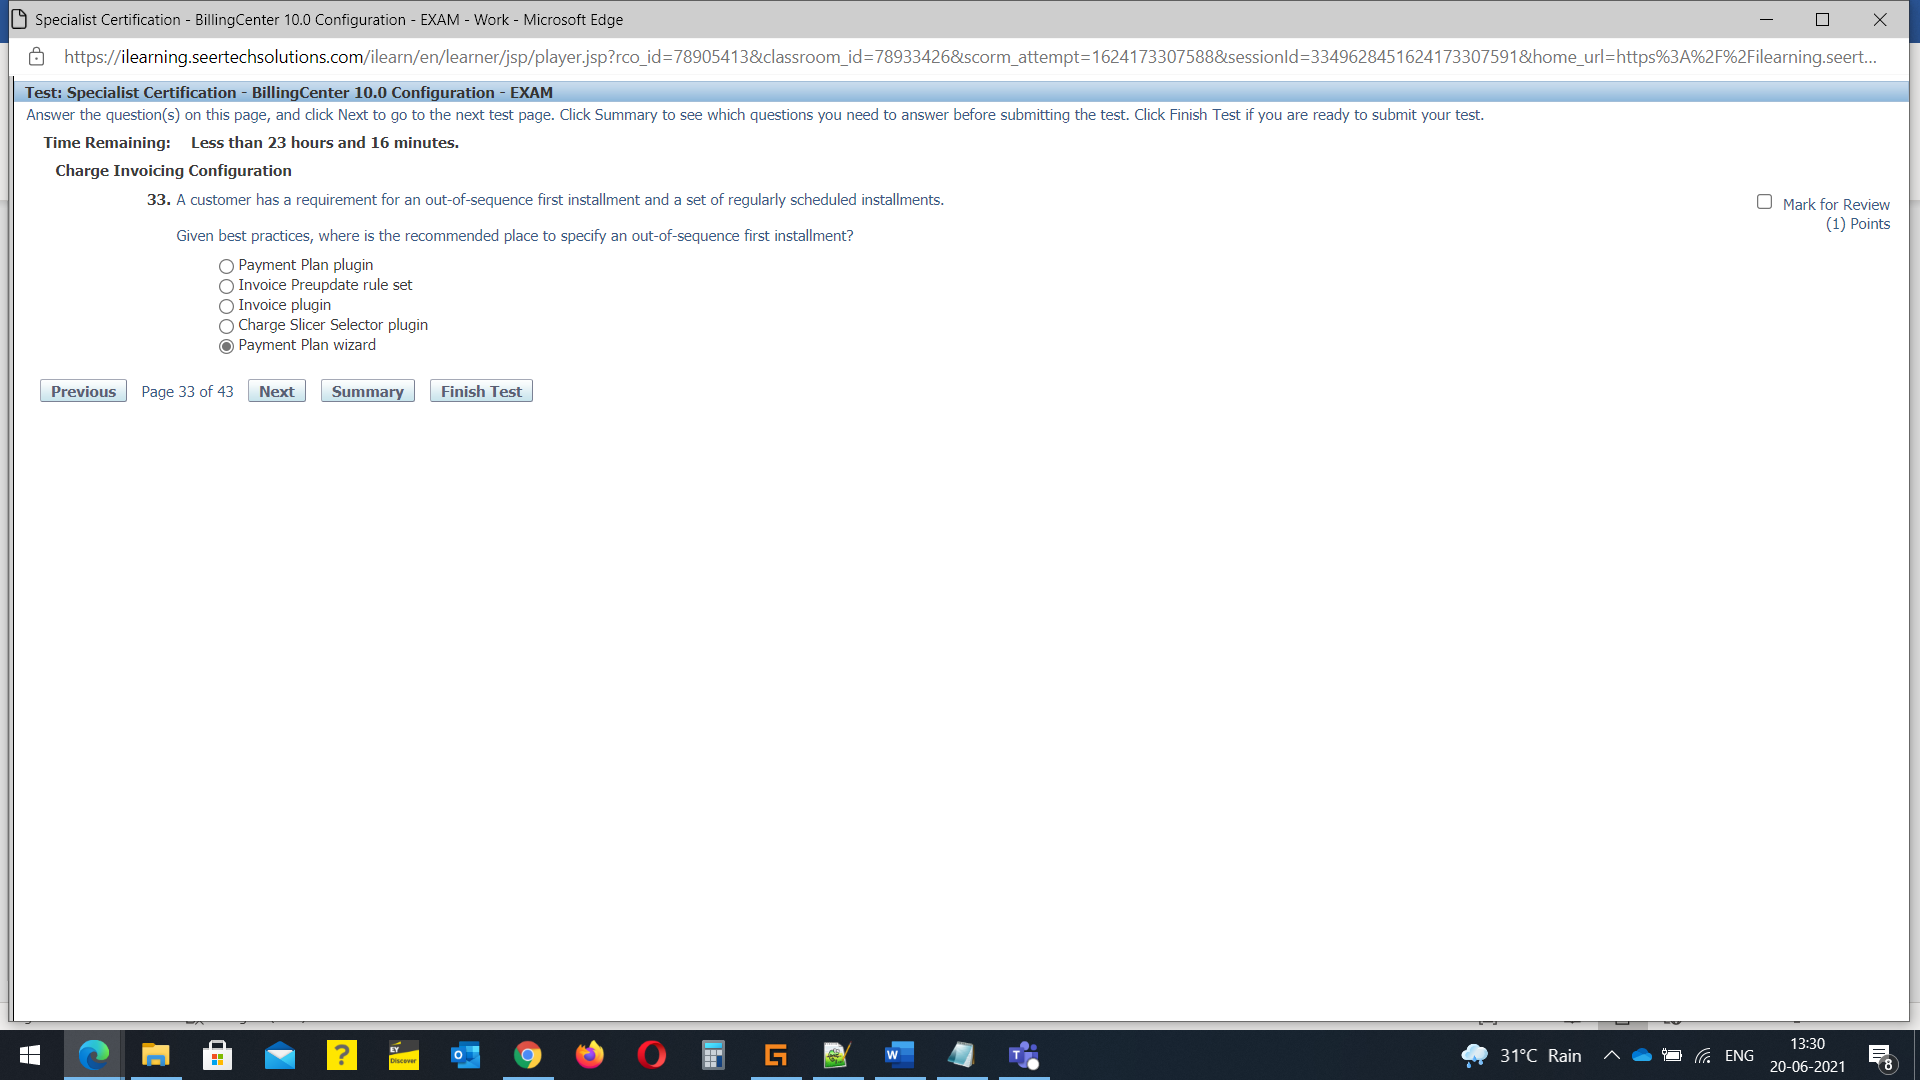 Specialist Certification - BillingCenter 10.0 Configuration - EXAM - Work - Microsoft Edge
https://ilearning.seertechsolutions.com/ilearn/en/learner/jsp/player.jsp?rco_id=78905413&classroom_id=78933426&scorm_attempt=1624173307588&sessionId=3349628451624173307591&home_url=https%3A%2F%2Filearning.seert...
Test: Specialist Certification - BillingCenter 10.0 Configuration - EXAM
Answer the question(s) on this page, and click Next to go to the next test page. Click Summary to see which questions you need to answer before submitting the test. Click Finish Test if you are ready to submit your test.
Time Remaining: Less than 23 hours and 16 minutes.
Charge Invoicing Configuration
33. A customer has a requirement for an out-of-sequence first installment and a set of regularly scheduled installments.
Mark for Review
(1) Points
Given best practices, where is the recommended place to specify an out-of-sequence first installment?
Payment Plan plugin
Invoice Preupdate rule set
Invoice plugin
Charge Slicer Selector plugin
Payment Plan wizard
Previous Page 33 of 43 Next Summary Finish Test
EY
Discover
31°C Rain
ENG
13:30
20-06-2021
8